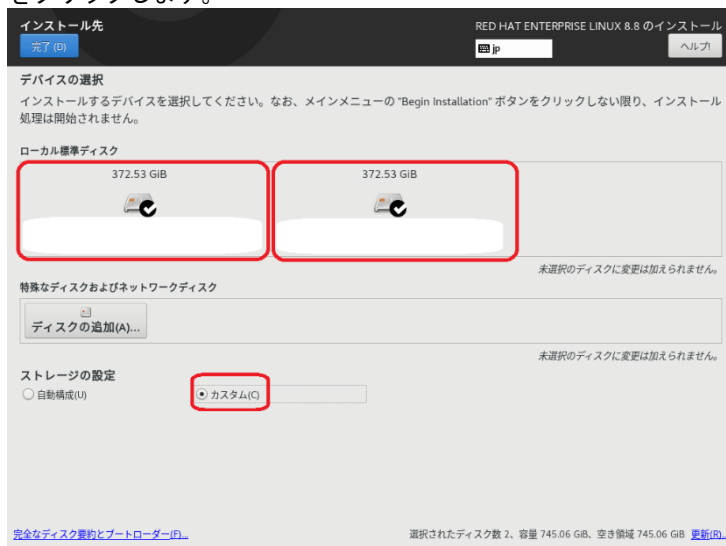 をクリックします。
インストール先
RED HAT ENTERPRISE LINUX 8.8 のインストール
完了 (D)
jp
ヘルプ!
デバイスの選択
インストールするデバイスを選択してください。なお、メインメニューの "Begin Installation" ボタンをクリックしない限り、インストール
処理は開始されません。
ローカル標準ディスク
372.53 GiB
372.53 GiB
未選択のディスクに変更は加えられません。
特殊なディスクおよびネットワークディスク
ディスクの追加(A)...
未選択のディスクに変更は加えられません。
ストレージの設定
自動構成(U)
カスタム(C)
完全なディスク要約とブートローダー(F)...
選択されたディスク数 2、容量 745.06 GiB、空き領域 745.06 GiB 更新(R)...